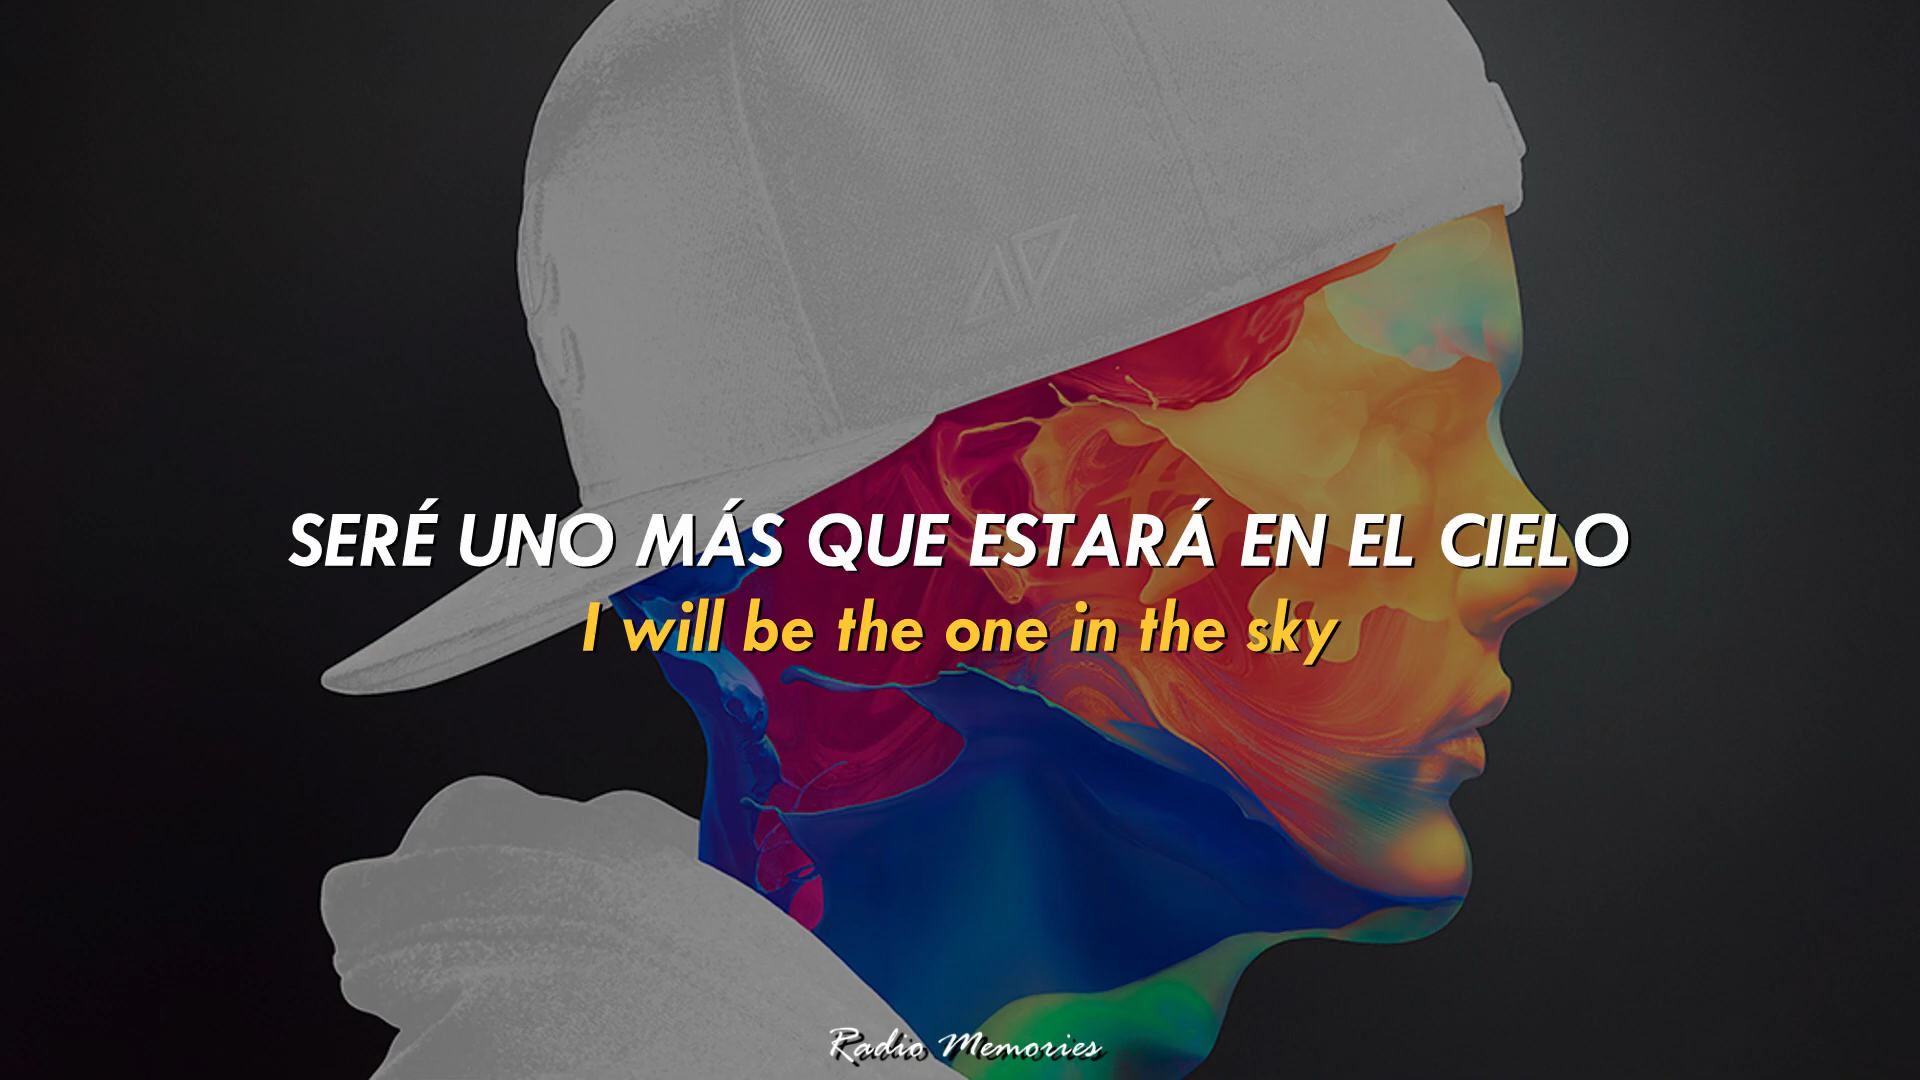 SERÉ UNO MÁS QUE ESTARÁ EN EL CIELO
I will be the one in the sky
Radio Memories